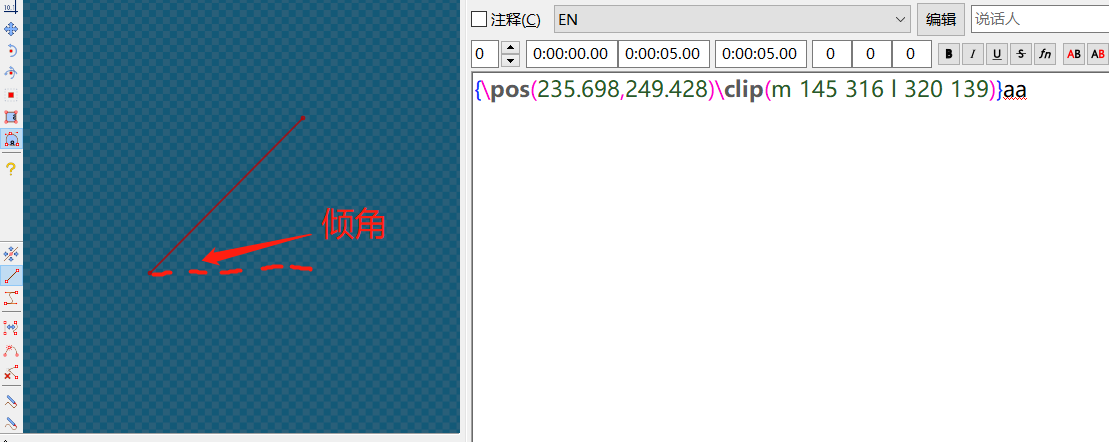 10.1
注释(C)
EN
编辑
说话人
0
0:00:00.00
0:00:05.00
0:00:05.00
0
0
0
B
I
U
S
fn
AB
AB
{\pos(235.698,249.428)\clip(m 145 316 l 320 139)}aa
倾角
?